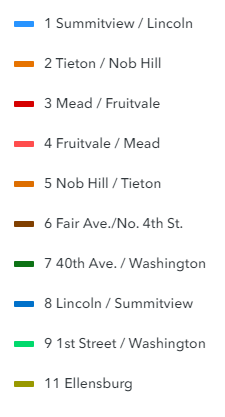 1 Summitview / Lincoln
2 Tieton / Nob Hill
3 Mead / Fruitvale
4 Fruitvale / Mead
5 Nob Hill / Tieton
6 Fair Ave./No. 4th St.
7 40th Ave. / Washington
8 Lincoln / Summitview
9 1st Street / Washington
11 Ellensburg